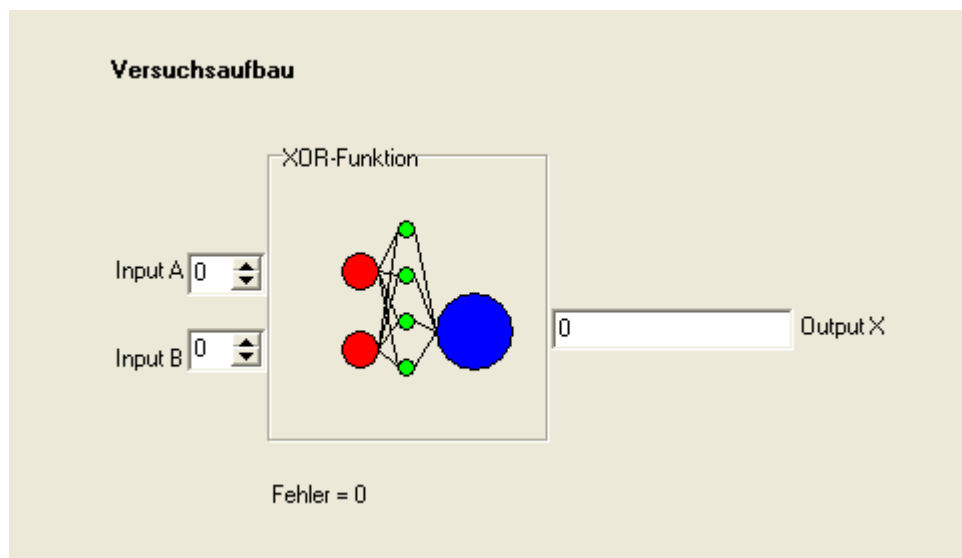 Versuchsaufbau
XOR-Funktion
Input A 0
Input B 0
0 Output X
Fehler = 0